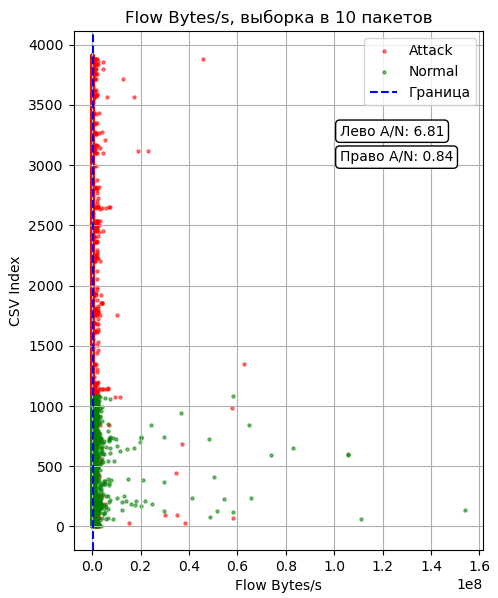 Flow Bytes/s, выборка в 10 пакетов
Attack
Normal
Граница
Лево A/N: 6.81
Право A/N: 0.84
CSV Index
4000
3500
3000
2500
2000
1500
1000
500
0
0.0 0.2 0.4 0.6 0.8 1.0 1.2 1.4 1.6
1e8
Flow Bytes/s